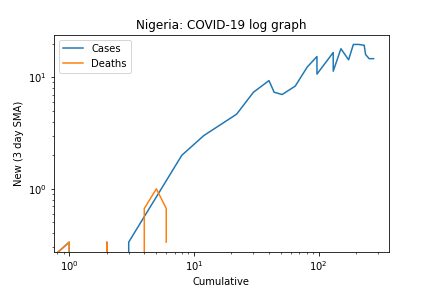 Nigeria: COVID-19 log graph
Cases
Deaths
New (3 day SMA)
10¹
10⁰
10⁰ 10¹ 10²
Cumulative